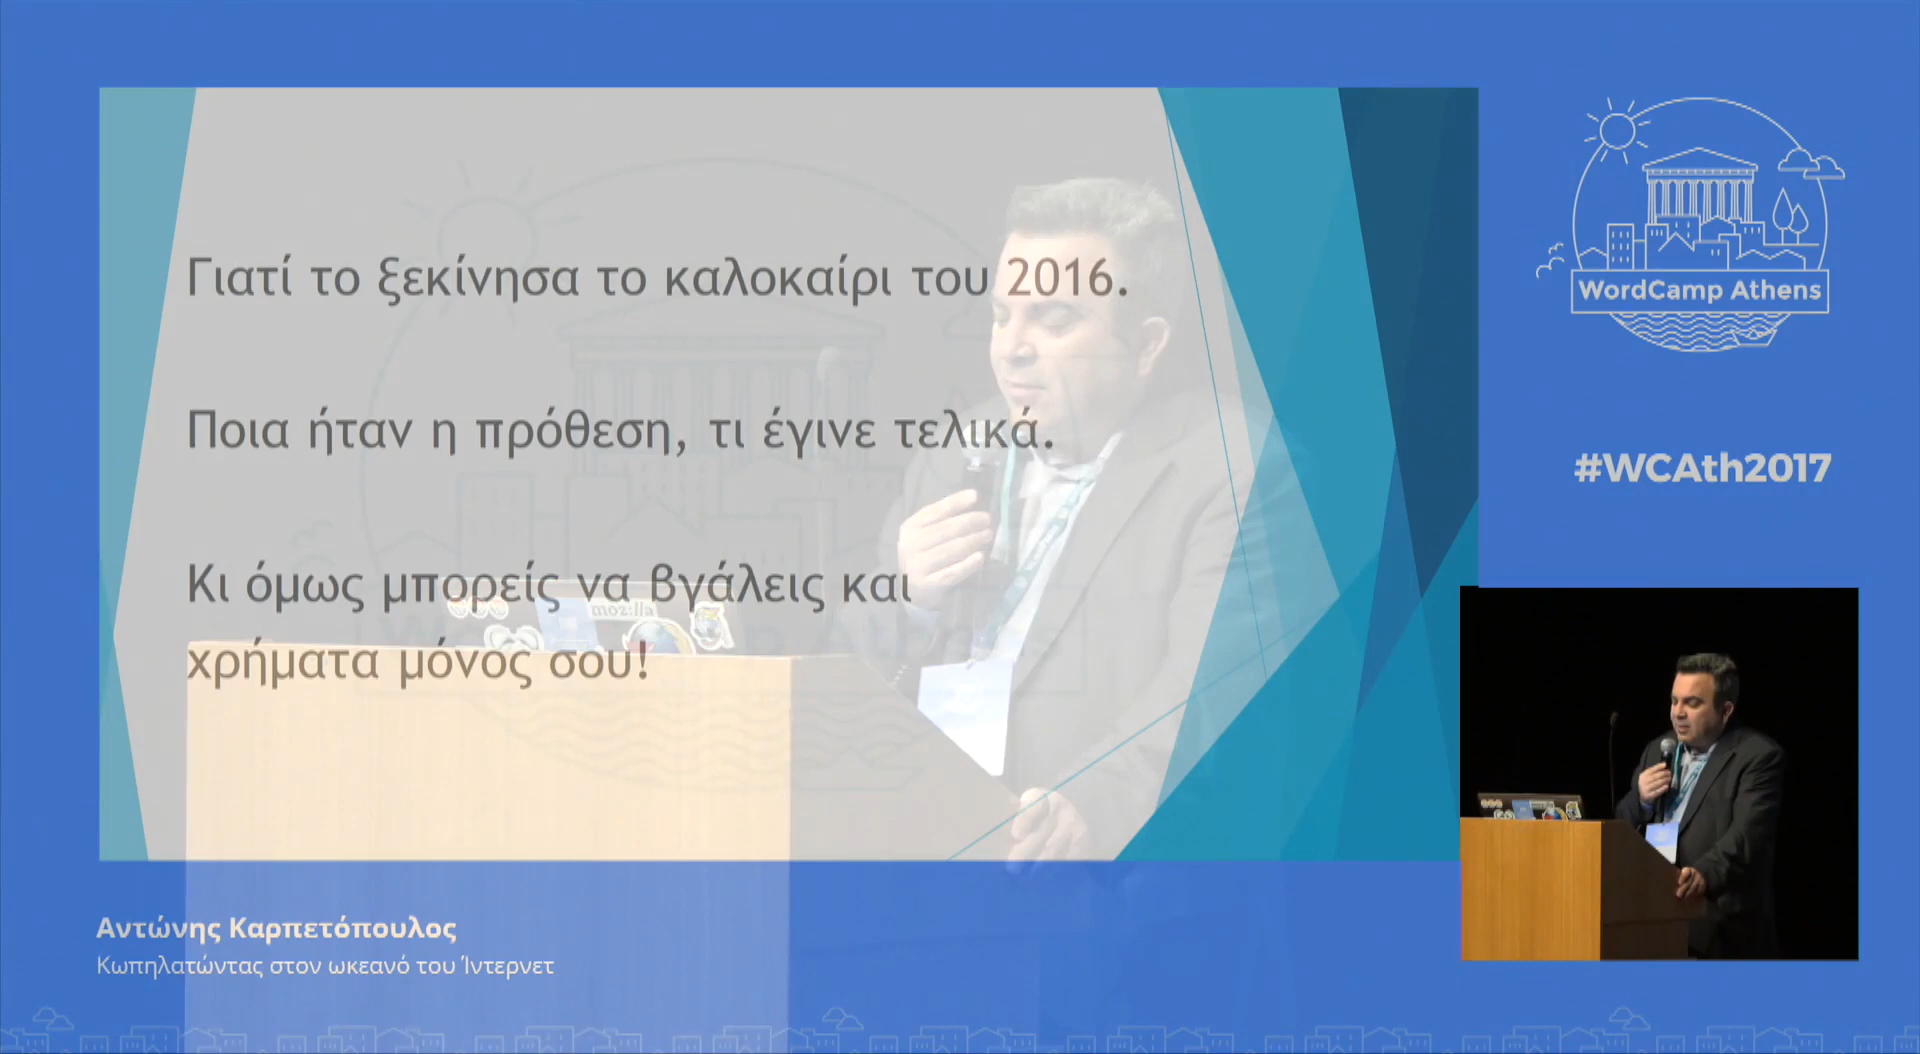 Γιατί το ξεκίνησα το καλοκαίρι του 2016.
Ποια ήταν η πρόθεση, τι έγινε τελικά.
Κι όμως μπορείς να βγάλεις και
χρήματα μόνος σου!
moz://a
WordCamp Athens
#WCAth2017
Αντώνης Καρπετόπουλος
Κωπηλατώντας στον ωκεανό του Ίντερνετ